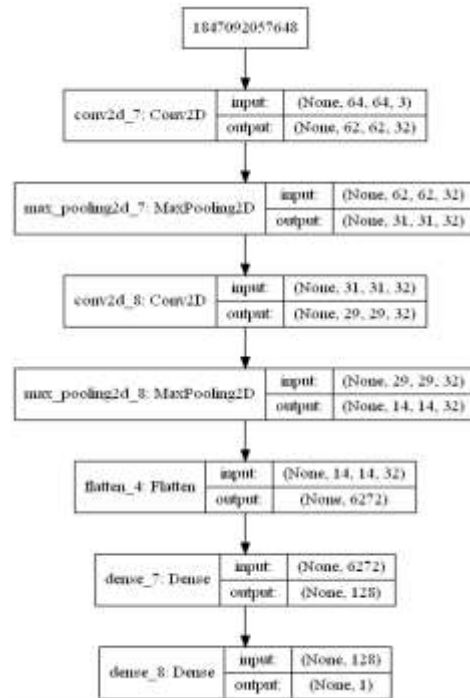 1847092057648
conv2d_7: Conv2D
input: (None, 64, 64, 3)
output: (None, 62, 62, 32)
max_pooling2d_7: MaxPooling2D
input: (None, 62, 62, 32)
output: (None, 31, 31, 32)
conv2d_8: Conv2D
input: (None, 31, 31, 32)
output: (None, 29, 29, 32)
max_pooling2d_8: MaxPooling2D
input: (None, 29, 29, 32)
output: (None, 14, 14, 32)
flatten_4: Flatten
input: (None, 14, 14, 32)
output: (None, 6272)
dense_7: Dense
input: (None, 6272)
output: (None, 128)
dense_8: Dense
input: (None, 128)
output: (None, 1)